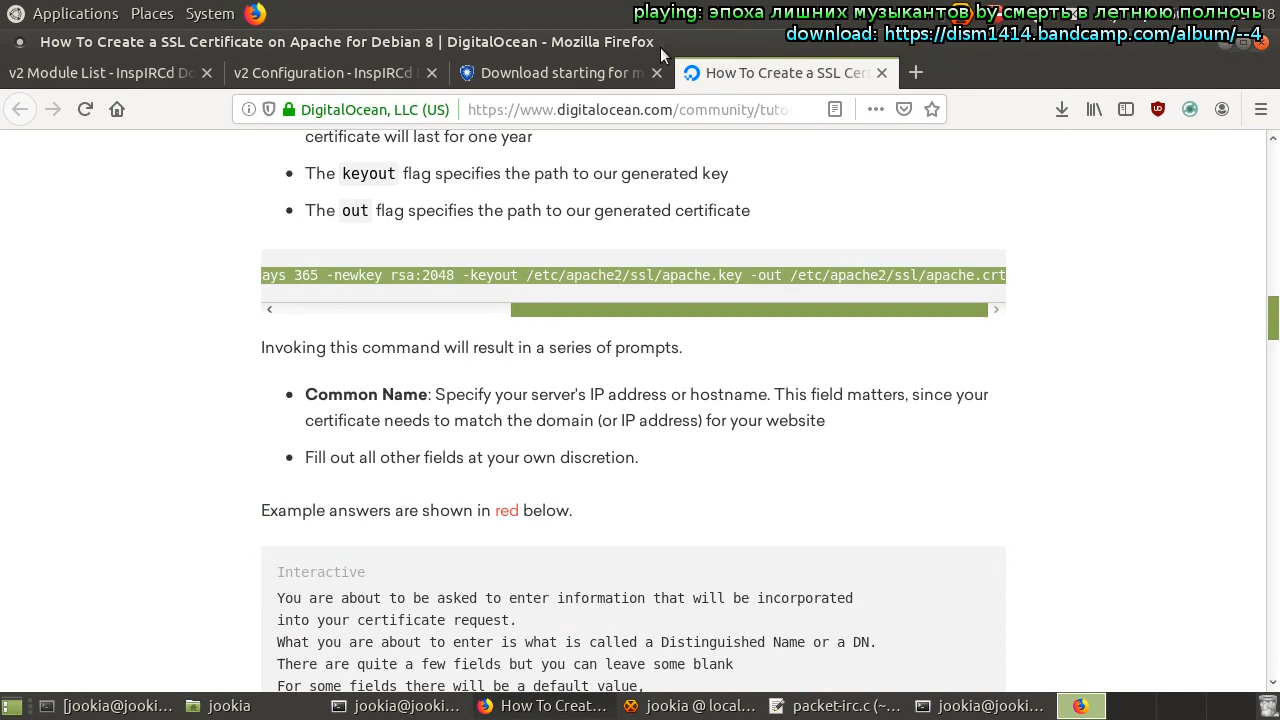 Applications Places System
playing: эпоха лишних музыкантов by смерть в летнюю полночь
download: https://dism1414.bandcamp.com/album/--4
How To Create a SSL Certificate on Apache for Debian 8 | DigitalOcean - Mozilla Firefox
v2 Module List - InspIRCd Do
v2 Configuration - InspIRCd
Download starting for m
How To Create a SSL Cert
DigitalOcean, LLC (US)
https://www.digitalocean.com/community/tuto
certificate will last for one year
• The keyout flag specifies the path to our generated key
• The out flag specifies the path to our generated certificate
ays 365 -newkey rsa:2048 -keyout /etc/apache2/ssl/apache.key -out /etc/apache2/ssl/apache.crt
Invoking this command will result in a series of prompts.
• Common Name: Specify your server's IP address or hostname. This field matters, since your
certificate needs to match the domain (or IP address) for your website
• Fill out all other fields at your own discretion.
Example answers are shown in red below.
Interactive
You are about to be asked to enter information that will be incorporated
into your certificate request.
What you are about to enter is what is called a Distinguished Name or a DN.
There are quite a few fields but you can leave some blank
For some fields there will be a default value,
[jookia@jooki...
jookia
jookia@jooki...
How To Creat...
jookia @ local...
packet-irc.c (~...
jookia@jooki...